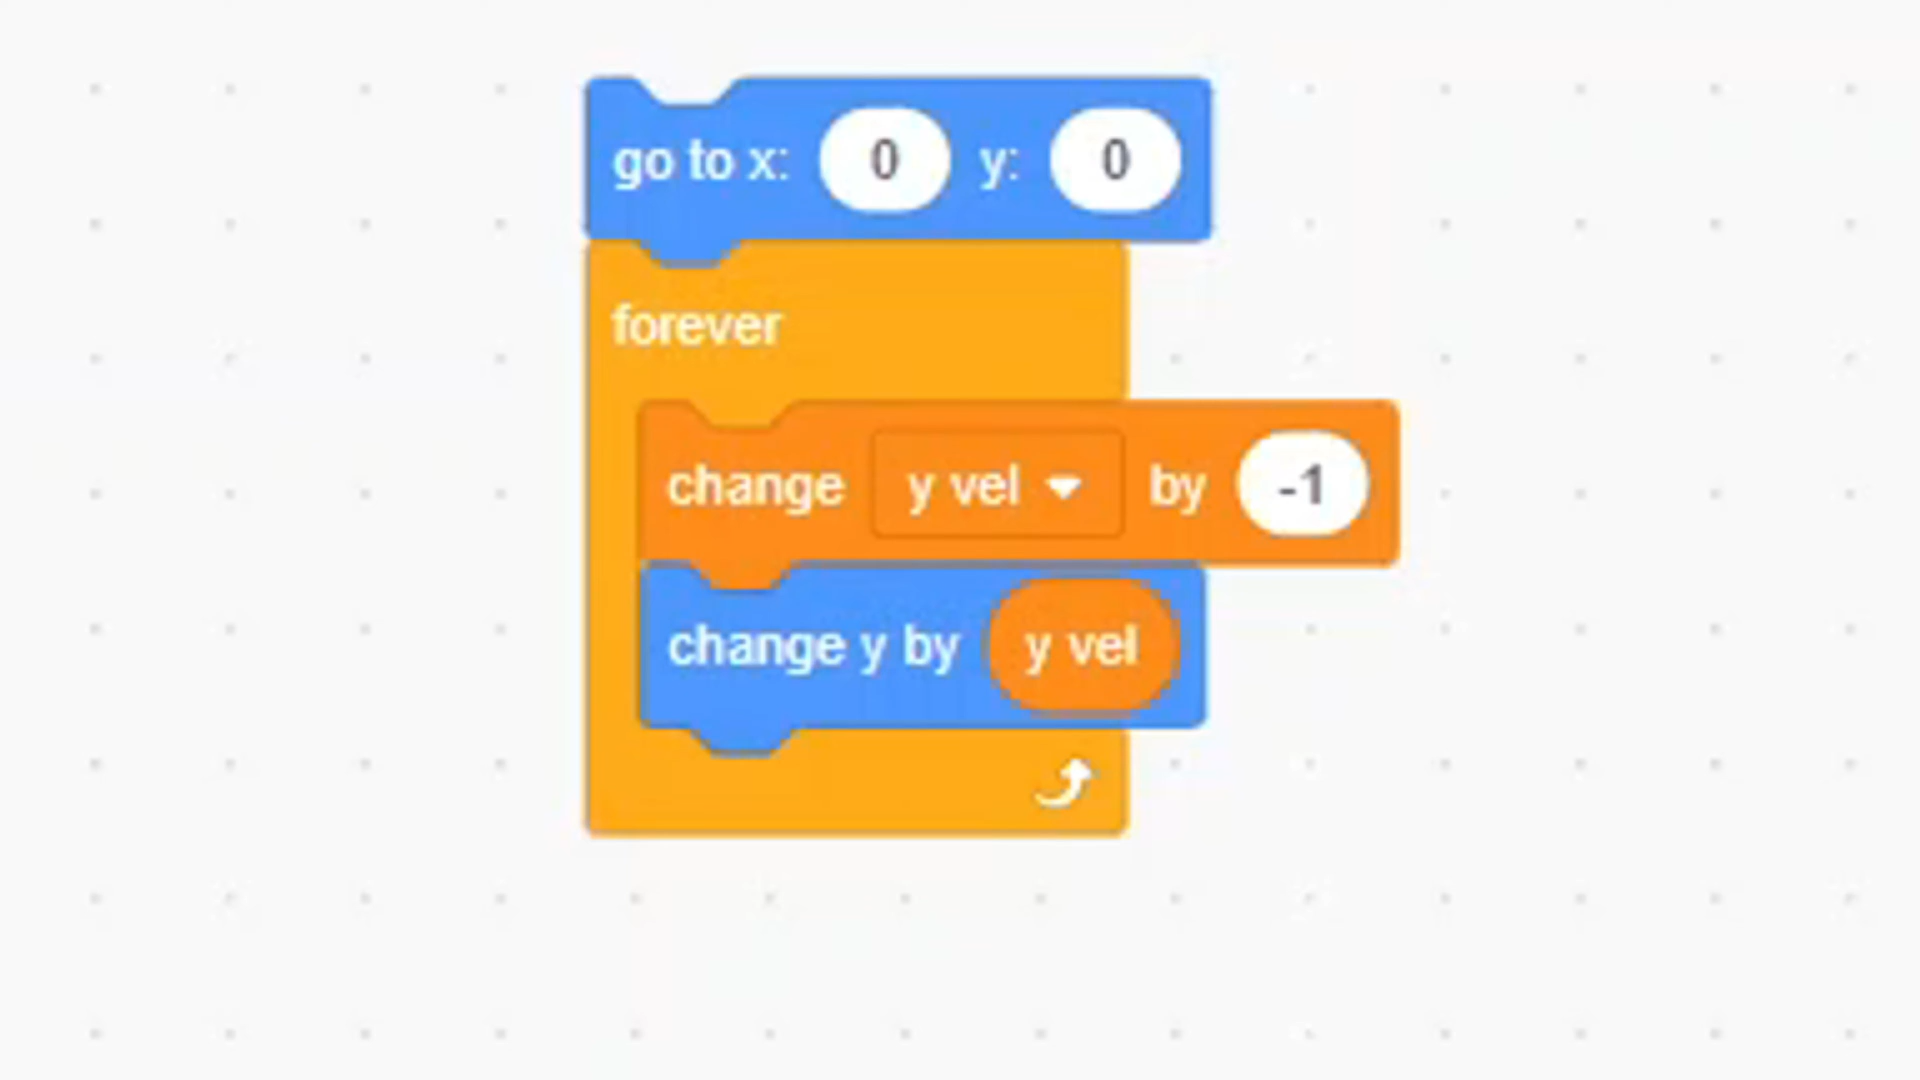 go to x: 0 y: 0
forever
change y vel by -1
change y by y vel